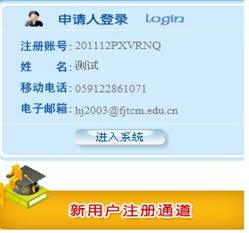 申请人登录 Login
注册账号: 201112PXVRNQ
姓 名: 测试
移动电话: 059122861071
电子邮箱: hj2003@fjtcm.edu.cn
进入系统
新用户注册通道